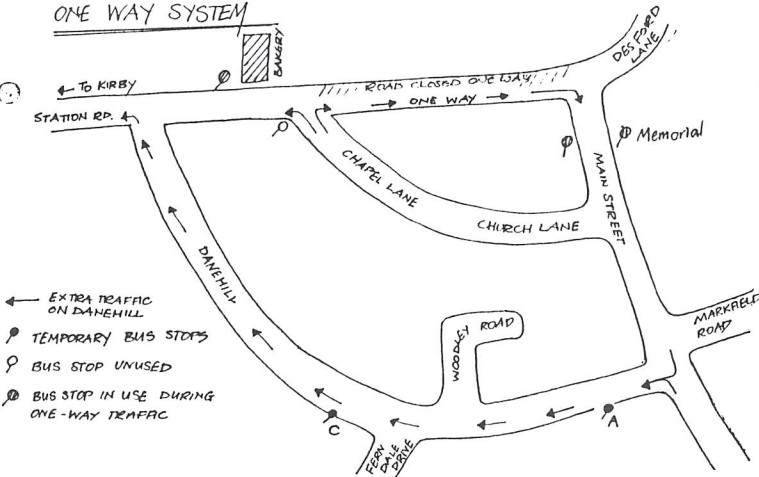 ONE WAY SYSTEM
BAKERY
DESFORD
LANE
TO KIRBY
ROAD CLOSED ONE WAY
ONE WAY
STATION RD.
Memorial
CHAPEL LANE
MAIN STREET
CHURCH LANE
DANEHILL
EXTRA TRAFFIC
ON DANEHILL
MARKFIELD
ROAD
WOODLEY ROAD
TEMPORARY BUS STOPS
BUS STOP UNUSED
BUS STOP IN USE DURING
ONE-WAY TRAFFIC
C
A
FERN
DALE
DRIVE